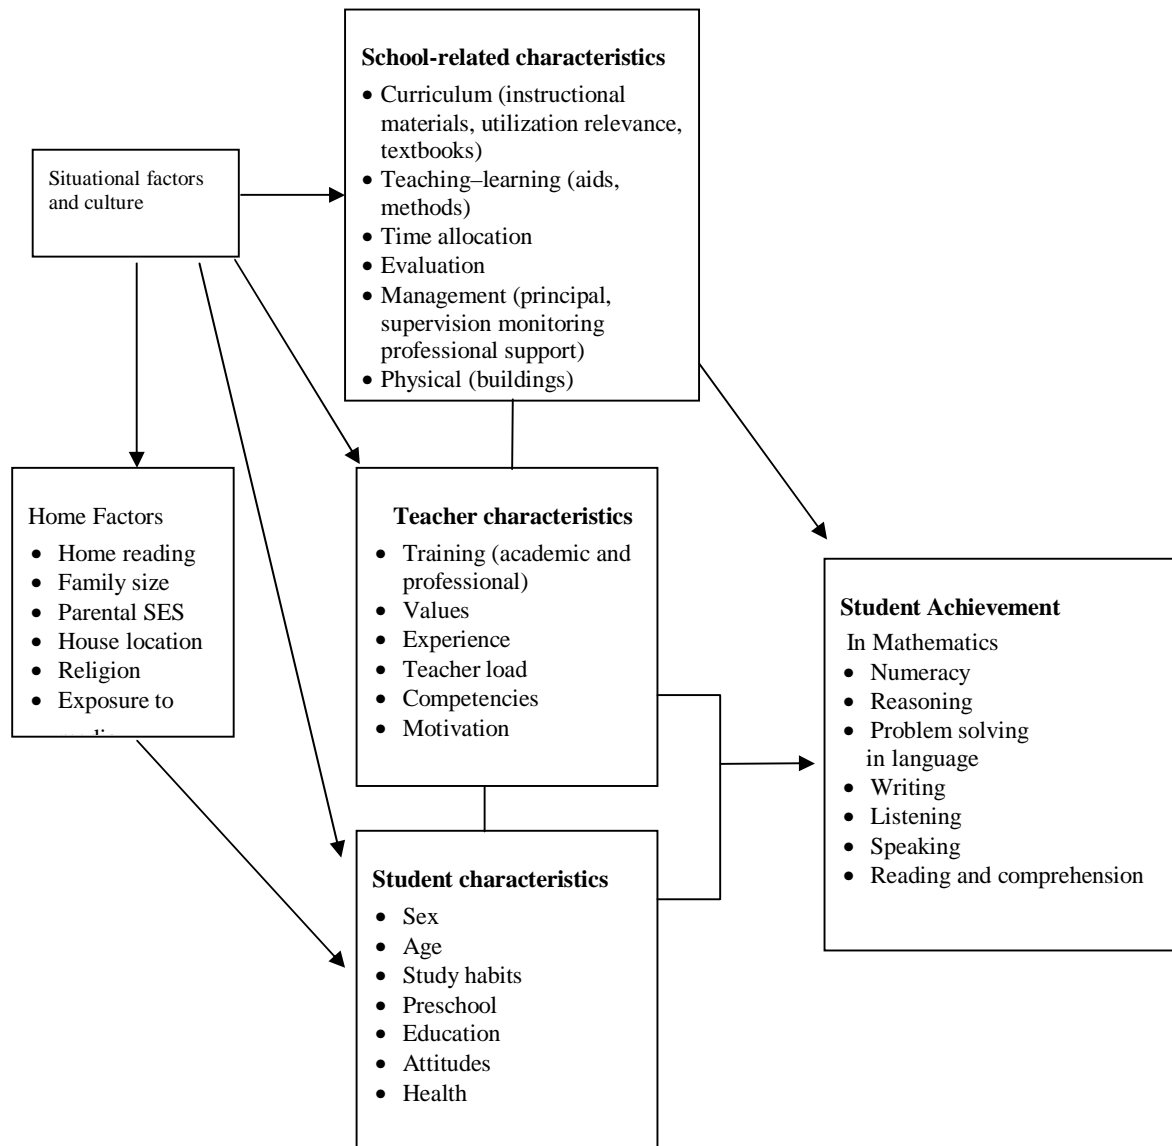 School-related characteristics
• Curriculum (instructional
materials, utilization relevance,
textbooks)
• Teaching–learning (aids,
methods)
• Time allocation
• Evaluation
• Management (principal,
supervision monitoring
professional support)
• Physical (buildings)
Situational factors
and culture
Home Factors
• Home reading
• Family size
• Parental SES
• House location
• Religion
• Exposure to
Teacher characteristics
• Training (academic and
professional)
• Values
• Experience
• Teacher load
• Competencies
• Motivation
Student characteristics
• Sex
• Age
• Study habits
• Preschool
• Education
• Attitudes
• Health
Student Achievement
In Mathematics
• Numeracy
• Reasoning
• Problem solving
in language
• Writing
• Listening
• Speaking
• Reading and comprehension